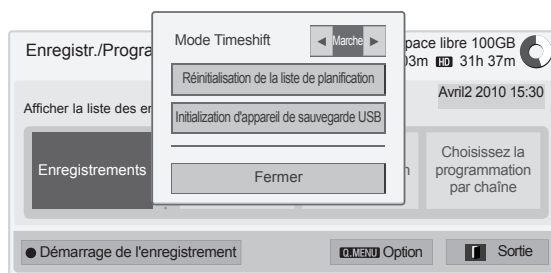 Mode Timeshift
◄ Marche ►
Réinitialisation de la liste de planification
Initialization d'appareil de sauvegarde USB
Fermer
Enregistr./Progra
pace libre 100GB
03m HD 31h 37m
Avril2 2010 15:30
Afficher la liste des en
Enregistrements
Choisissez la
programmation
par chaîne
● Démarrage de l'enregistrement
Q.MENU Option
Sortie